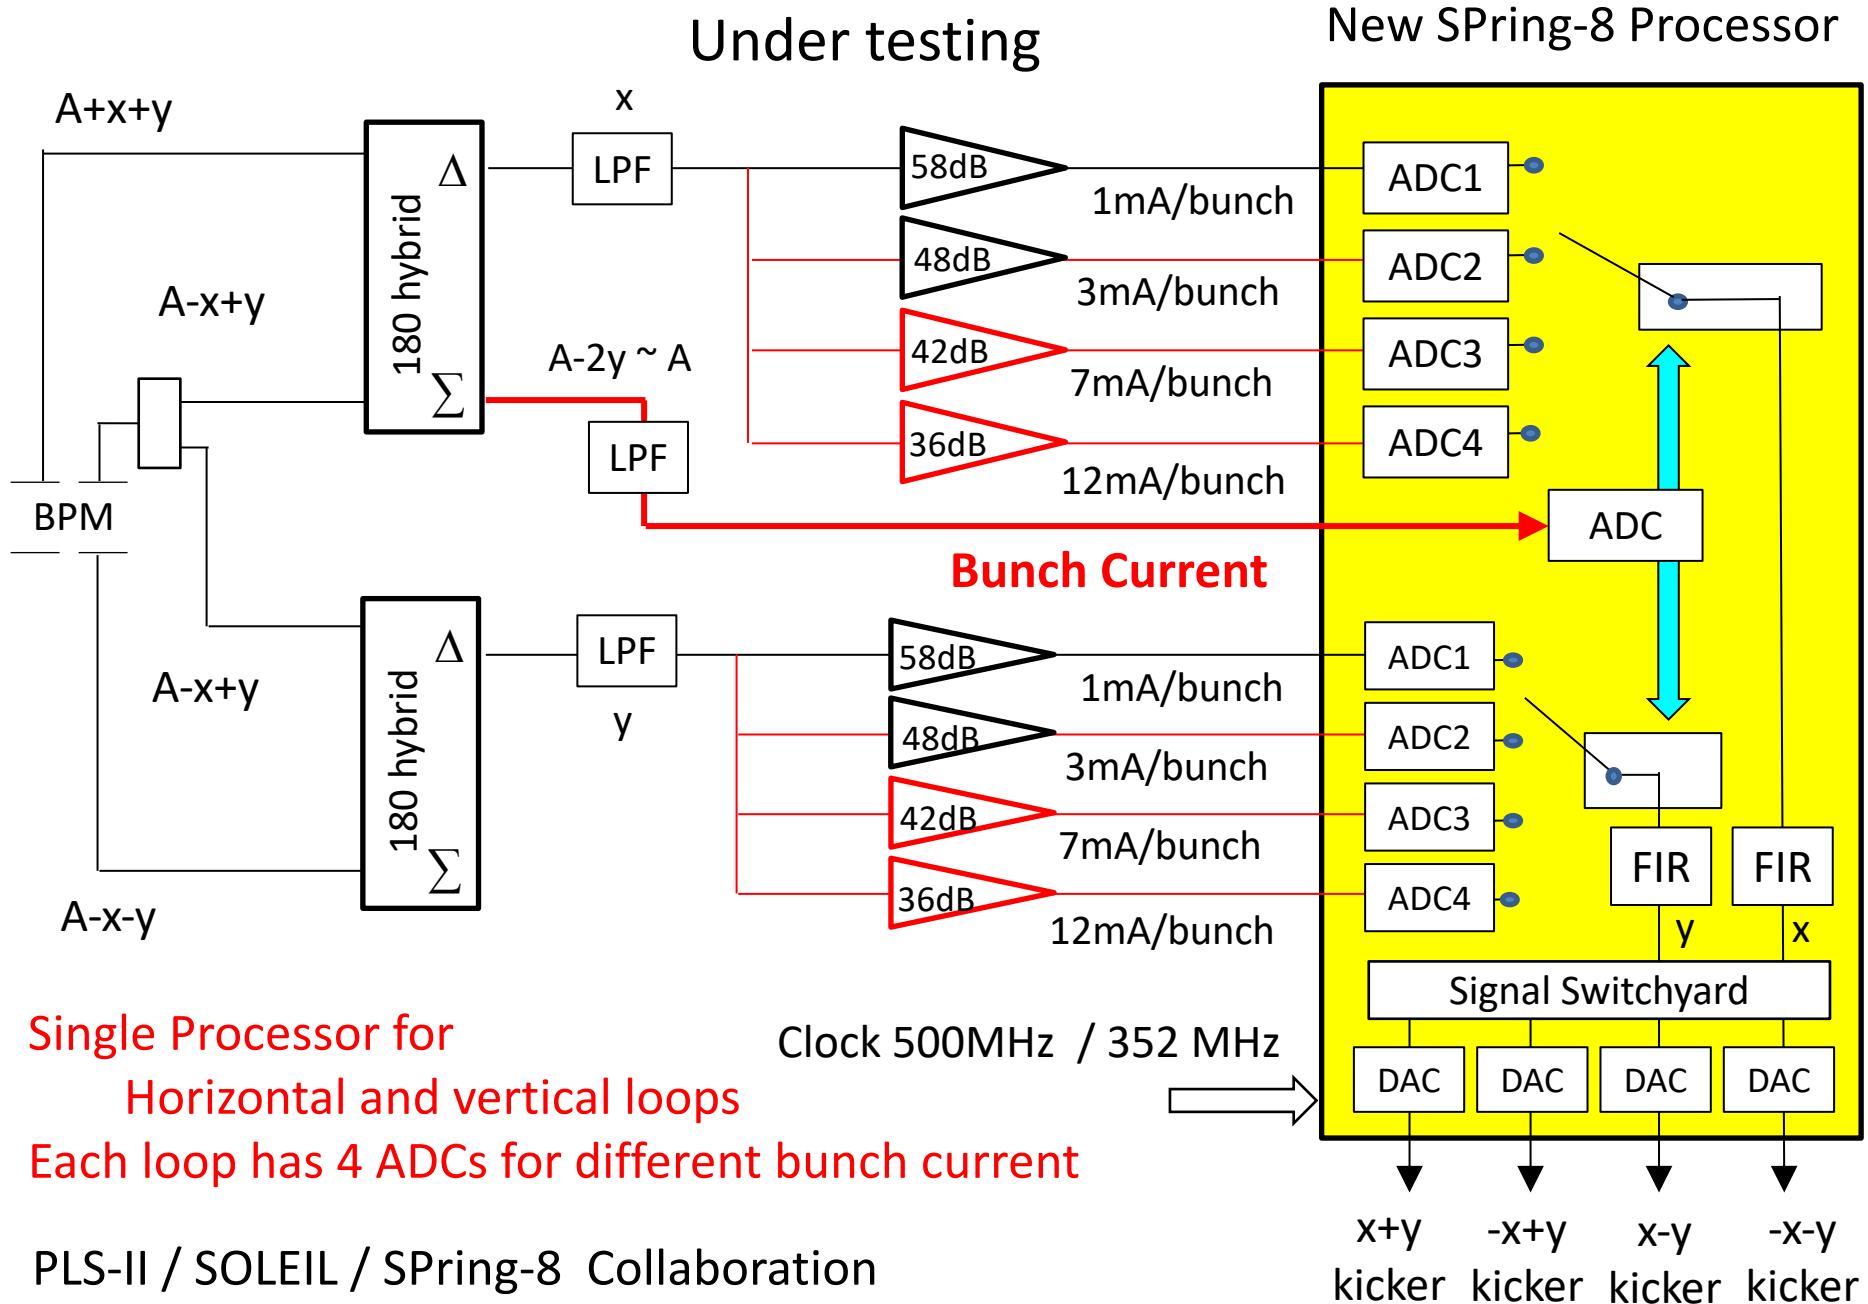 Under testing
New SPring-8 Processor
A+x+y
x
Δ
LPF
58dB
1mA/bunch
ADC1
180 hybrid
48dB
3mA/bunch
ADC2
A-x+y
A-2y ~ A
42dB
7mA/bunch
ADC3
∑
LPF
36dB
12mA/bunch
ADC4
BPM
ADC
Bunch Current
Δ
LPF
58dB
1mA/bunch
ADC1
A-x+y
180 hybrid
y
48dB
3mA/bunch
ADC2
42dB
7mA/bunch
ADC3
∑
36dB
12mA/bunch
ADC4
FIR
FIR
A-x-y
y
x
Signal Switchyard
Single Processor for
Horizontal and vertical loops
Each loop has 4 ADCs for different bunch current
Clock 500MHz / 352 MHz
DAC
DAC
DAC
DAC
PLS-II / SOLEIL / SPring-8 Collaboration
x+y
kicker
-x+y
kicker
x-y
kicker
-x-y
kicker